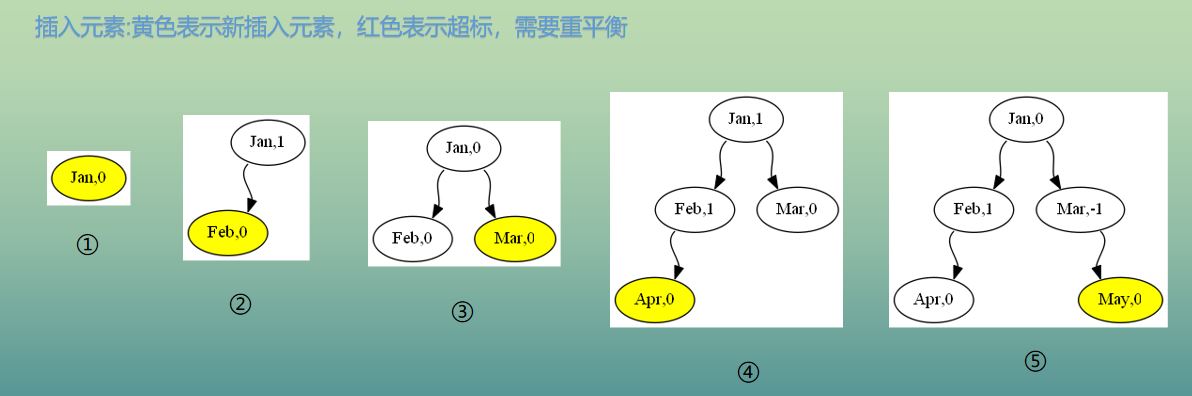 插入元素:黄色表示新插入元素，红色表示超标，需要重平衡
Jan,0
①
Jan,1
Feb,0
②
Jan,0
Feb,0
Mar,0
③
Jan,1
Feb,1
Mar,0
Apr,0
④
Jan,0
Feb,1
Mar,-1
Apr,0
May,0
⑤